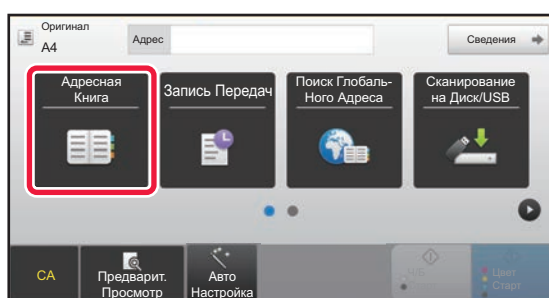 Оригинал
A4
Адрес
Сведения
Адресная
Книга
Запись Передач
Поиск Глобаль-
Ного Адреса
Сканирование
на Диск/USB
CA
Предварит.
Просмотр
Авто
Настройка
Ч/Б
Старт
Цвет
Старт